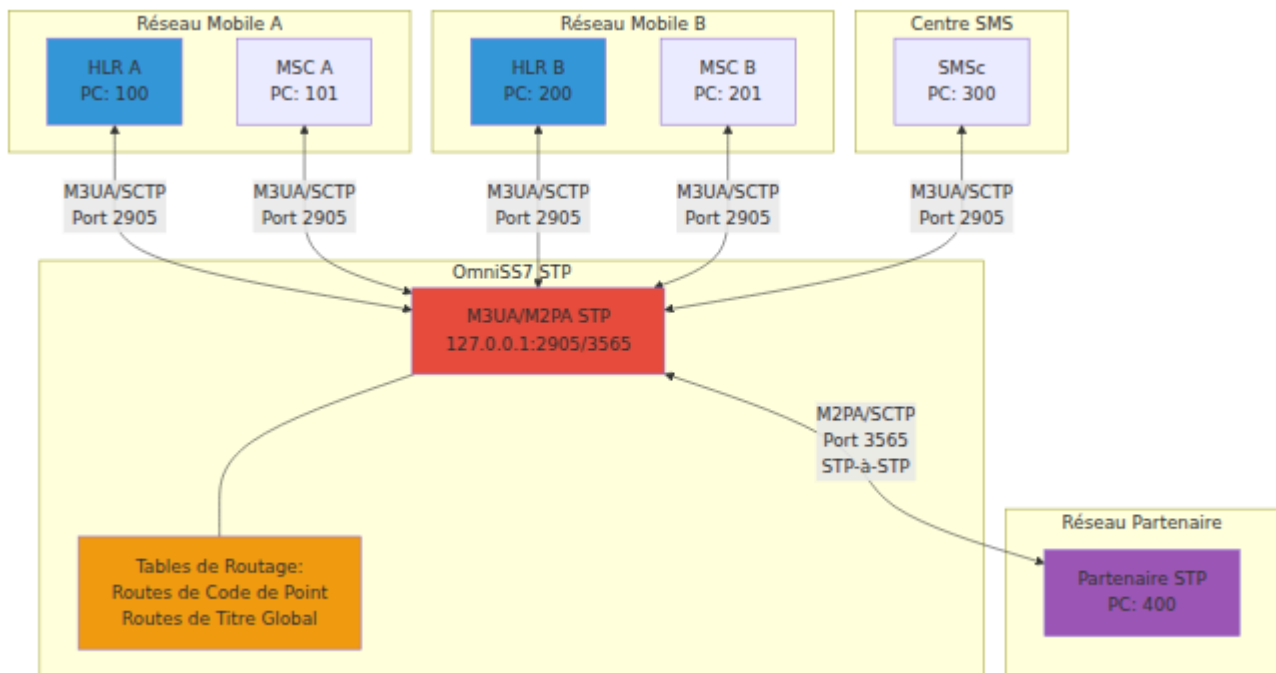 Réseau Mobile A
HLR A
PC: 100
MSC A
PC: 101
Réseau Mobile B
HLR B
PC: 200
MSC B
PC: 201
Centre SMS
SMSc
PC: 300
M3UA/SCTP
Port 2905
M3UA/SCTP
Port 2905
M3UA/SCTP
Port 2905
M3UA/SCTP
Port 2905
M3UA/SCTP
Port 2905
OmniSS7 STP
M3UA/M2PA STP
127.0.0.1:2905/3565
M2PA/SCTP
Port 3565
STP-à-STP
Tables de Routage:
Routes de Code de Point
Routes de Titre Global
Réseau Partenaire
Partenaire STP
PC: 400